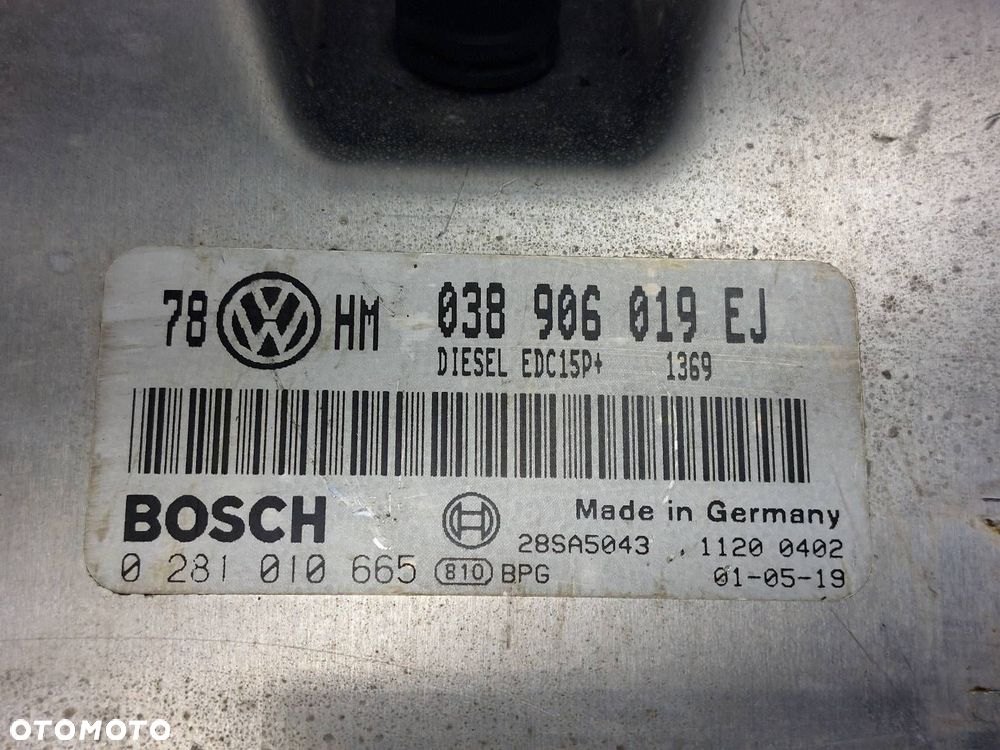 78 HM 038 906 019 EJ
DIESEL EDC15P+ 1369
BOSCH
Made in Germany
28SA5043 . 1120 0402
0 281 010 665 810 BPG 01-05-19
OTOMOTO